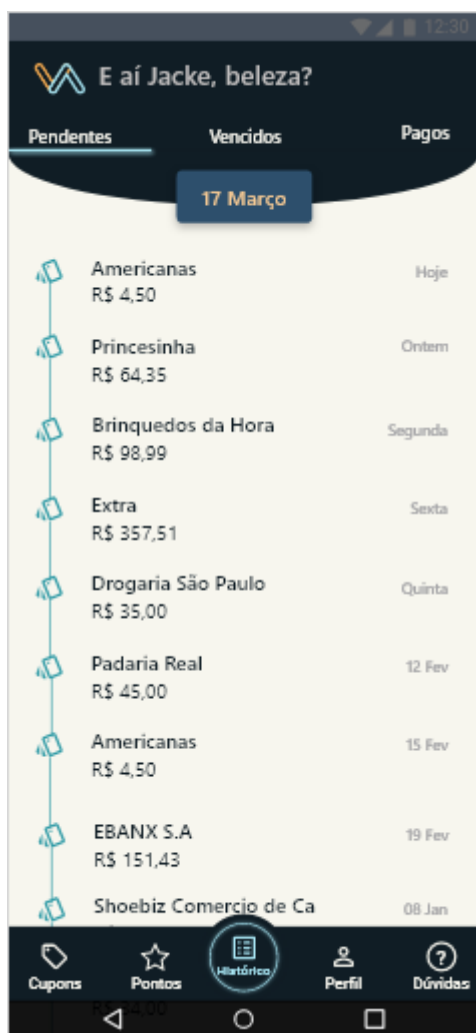 12:30
E aí Jacke, beleza?
Pendentes Vencidos Pagos
17 Março
Americanas Hoje
R$ 4,50
Princesinha Ontem
R$ 64,35
Brinquedos da Hora Segunda
R$ 98,99
Extra Sexta
R$ 357,51
Drogaria São Paulo Quinta
R$ 35,00
Padaria Real 12 Fev
R$ 45,00
Americanas 15 Fev
R$ 4,50
EBANX S.A 19 Fev
R$ 151,43
Shoebiz Comercio de Ca 08 Jan
Cupons Pontos Histórico Perfil Dúvidas
R$ 34,00